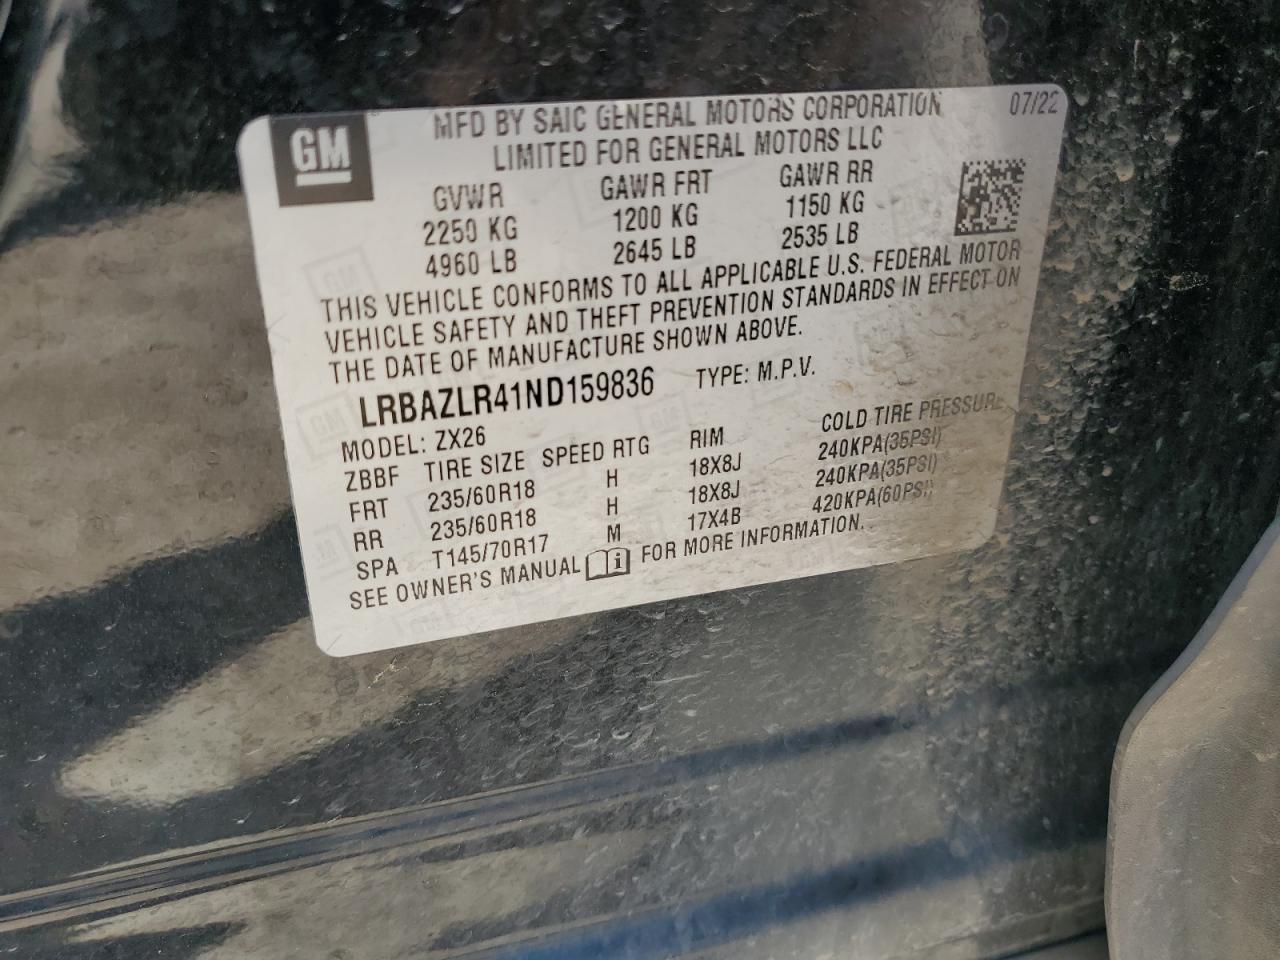 GM
MFD BY SAIC GENERAL MOTORS CORPORATION 07/22
LIMITED FOR GENERAL MOTORS LLC
GVWR GAWR FRT GAWR RR
2250 KG 1200 KG 1150 KG
4960 LB 2645 LB 2535 LB
THIS VEHICLE CONFORMS TO ALL APPLICABLE U.S. FEDERAL MOTOR
VEHICLE SAFETY AND THEFT PREVENTION STANDARDS IN EFFECT ON
THE DATE OF MANUFACTURE SHOWN ABOVE.
LRBAZLR41ND159836 TYPE: M.P.V.
MODEL: ZX26
ZBBF TIRE SIZE SPEED RTG RIM COLD TIRE PRESSURE
FRT 235/60R18 H 18X8J 240KPA(35PSI)
RR 235/60R18 H 18X8J 240KPA(35PSI)
SPA T145/70R17 M 17X4B 420KPA(60PSI)
SEE OWNER'S MANUAL i FOR MORE INFORMATION.